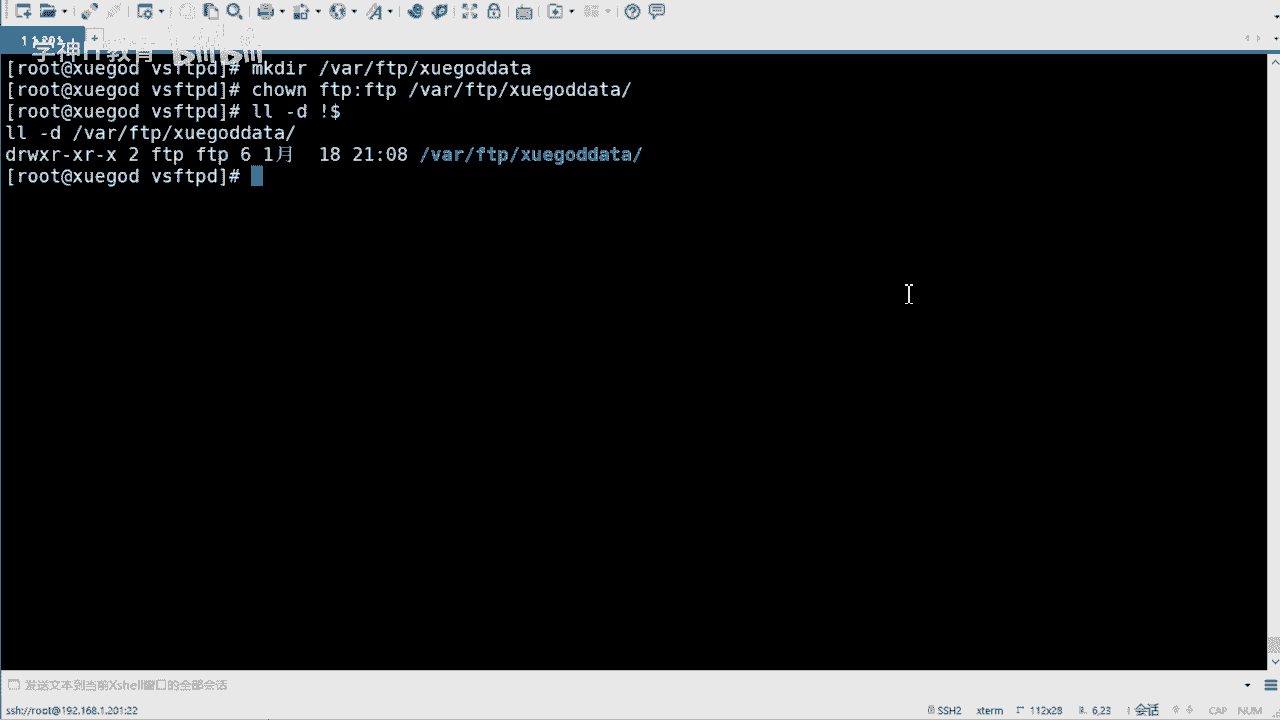 1 1.201
学神IT教育 bilibili
[root@xuegod vsftpd]# mkdir /var/ftp/xuegoddata
[root@xuegod vsftpd]# chown ftp:ftp /var/ftp/xuegoddata/
[root@xuegod vsftpd]# ll -d !$
ll -d /var/ftp/xuegoddata/
drwxr-xr-x 2 ftp ftp 6 1月  18 21:08 /var/ftp/xuegoddata/
[root@xuegod vsftpd]#
发送文本到当前Xshell窗口的全部会话
ssh://root@192.168.1.201:22 SSH2 xterm 112x28 6,23 1 会话 CAP NUM